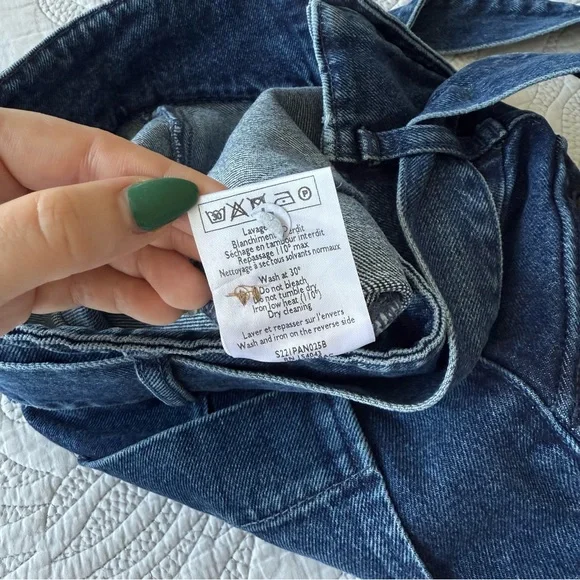 30 P
Lavage
Blanchiment interdit
Séchage en tambour interdit
Repassage 110° max
Nettoyage à sec tous solvants normaux
Wash at 30°
Do not bleach
Do not tumble dry
Iron low heat (110°)
Dry cleaning
Laver et repasser sur l'envers
Wash and iron on the reverse side
S221PAN025B